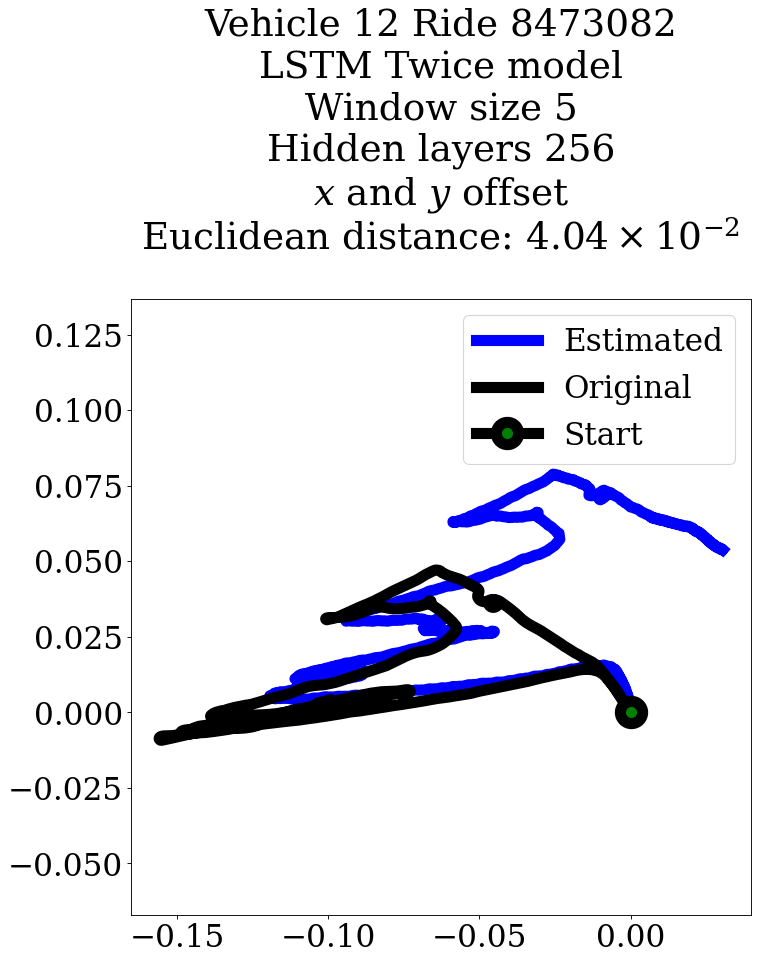 Vehicle 12 Ride 8473082
LSTM Twice model
Window size 5
Hidden layers 256
x and y offset
Euclidean distance: 4.04 × 10⁻²
Estimated
Original
Start
0.125
0.100
0.075
0.050
0.025
0.000
−0.025
−0.050
−0.15 −0.10 −0.05 0.00